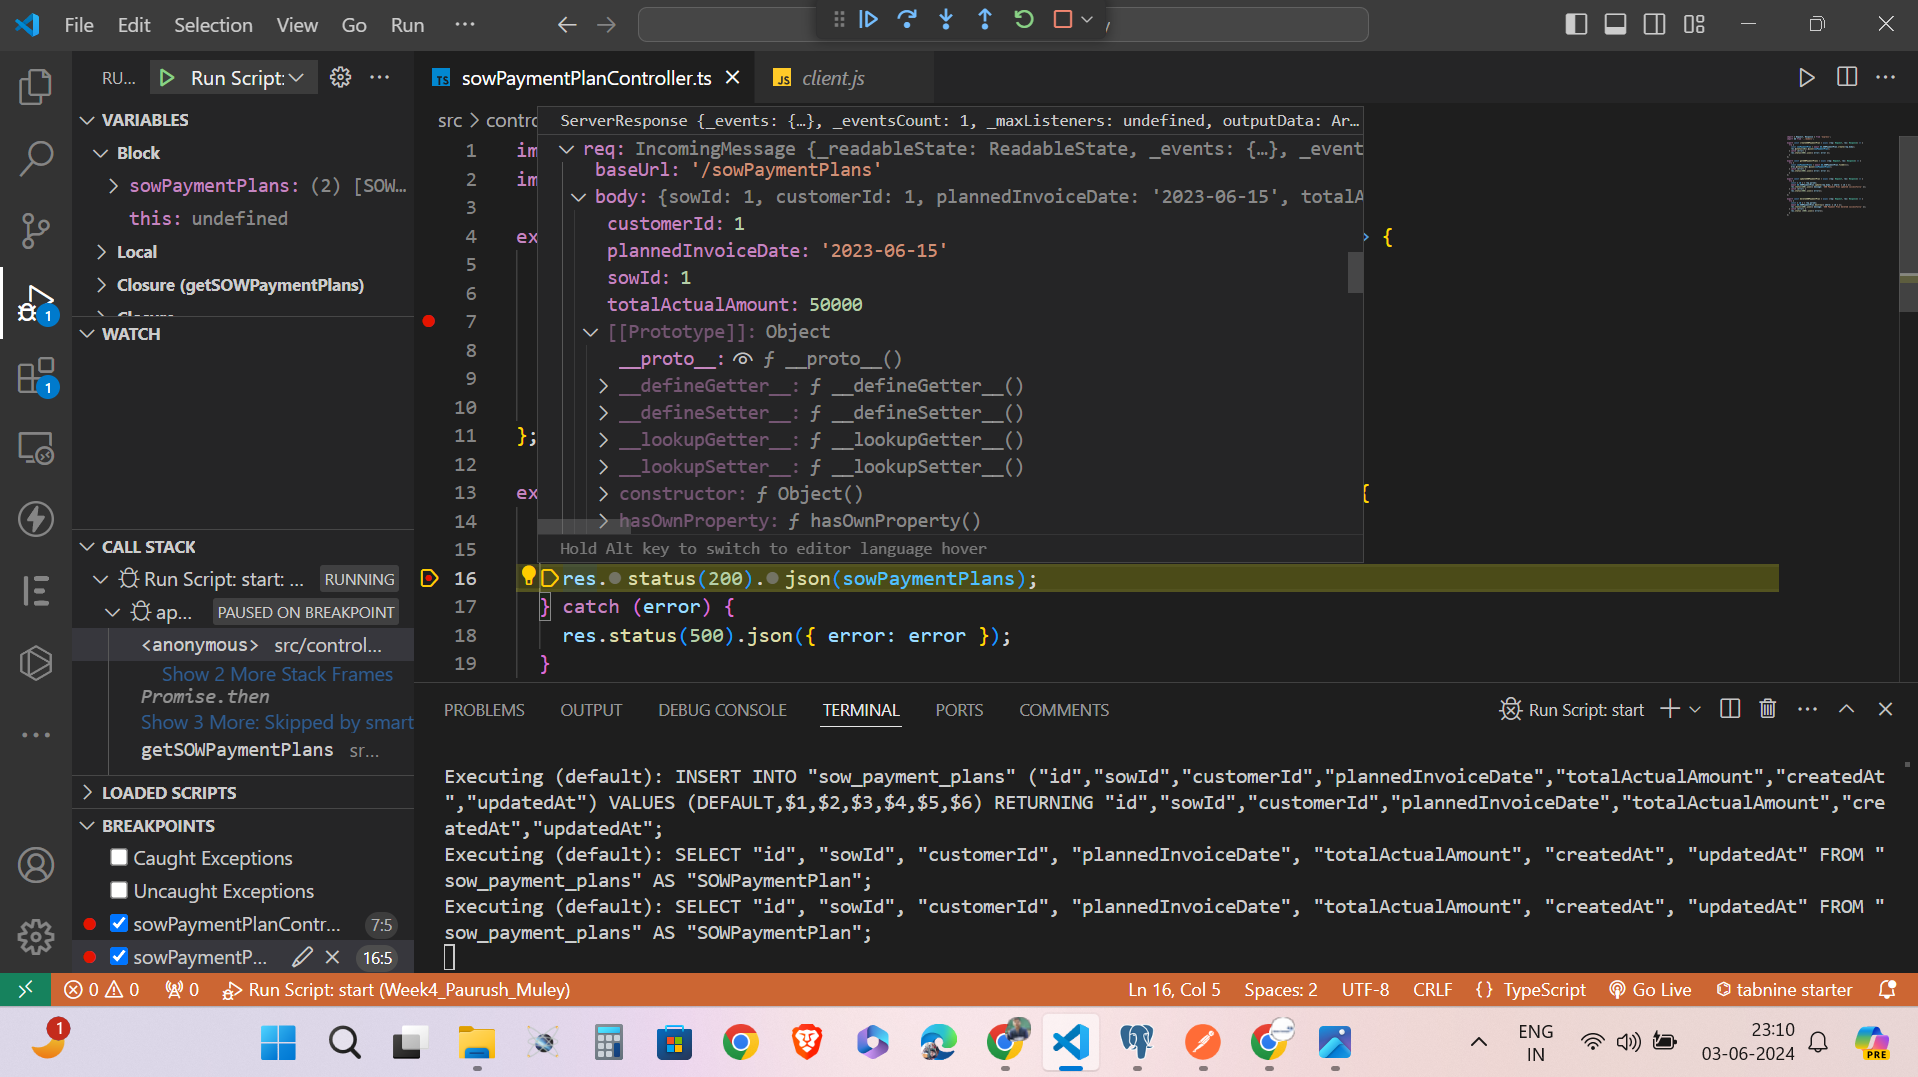 File Edit Selection View Go Run ···
RU... Run Script: ···
TS sowPaymentPlanController.ts
JS client.js
VARIABLES
Block
sowPaymentPlans: (2) [SOW...
this: undefined
Local
Closure (getSOWPaymentPlans)
WATCH
CALL STACK
Run Script: start: ... RUNNING
ap... PAUSED ON BREAKPOINT
<anonymous> src/control...
Show 2 More Stack Frames
Promise.then
Show 3 More: Skipped by smart
getSOWPaymentPlans sr...
LOADED SCRIPTS
BREAKPOINTS
Caught Exceptions
Uncaught Exceptions
sowPaymentPlanContr... 7:5
sowPaymentP... 16:5
1
1
src > contro
ServerResponse {_events: {…}, _eventsCount: 1, _maxListeners: undefined, outputData: Ar…
req: IncomingMessage {_readableState: ReadableState, _events: {…}, _event
baseUrl: '/sowPaymentPlans'
body: {sowId: 1, customerId: 1, plannedInvoiceDate: '2023-06-15', totalA
customerId: 1
plannedInvoiceDate: '2023-06-15'
sowId: 1
totalActualAmount: 50000
[[Prototype]]: Object
__proto__: ƒ __proto__()
__defineGetter__: ƒ __defineGetter__()
__defineSetter__: ƒ __defineSetter__()
__lookupGetter__: ƒ __lookupGetter__()
__lookupSetter__: ƒ __lookupSetter__()
constructor: ƒ Object()
hasOwnProperty: ƒ hasOwnProperty()
Hold Alt key to switch to editor language hover
1 im
2 im
3
4 ex > {
5
6
7
8
9
10
11 };
12
13 ex {
14
15
16 res.status(200).json(sowPaymentPlans);
17 } catch (error) {
18 res.status(500).json({ error: error });
19 }
PROBLEMS OUTPUT DEBUG CONSOLE TERMINAL PORTS COMMENTS
Run Script: start
Executing (default): INSERT INTO "sow_payment_plans" ("id","sowId","customerId","plannedInvoiceDate","totalActualAmount","createdAt
","updatedAt") VALUES (DEFAULT,$1,$2,$3,$4,$5,$6) RETURNING "id","sowId","customerId","plannedInvoiceDate","totalActualAmount","cre
atedAt","updatedAt";
Executing (default): SELECT "id", "sowId", "customerId", "plannedInvoiceDate", "totalActualAmount", "createdAt", "updatedAt" FROM "
sow_payment_plans" AS "SOWPaymentPlan";
Executing (default): SELECT "id", "sowId", "customerId", "plannedInvoiceDate", "totalActualAmount", "createdAt", "updatedAt" FROM "
sow_payment_plans" AS "SOWPaymentPlan";
0 0 0 Run Script: start (Week4_Paurush_Muley)
Ln 16, Col 5 Spaces: 2 UTF-8 CRLF {} TypeScript Go Live tabnine starter
1
ENG
IN
23:10
03-06-2024
PRE